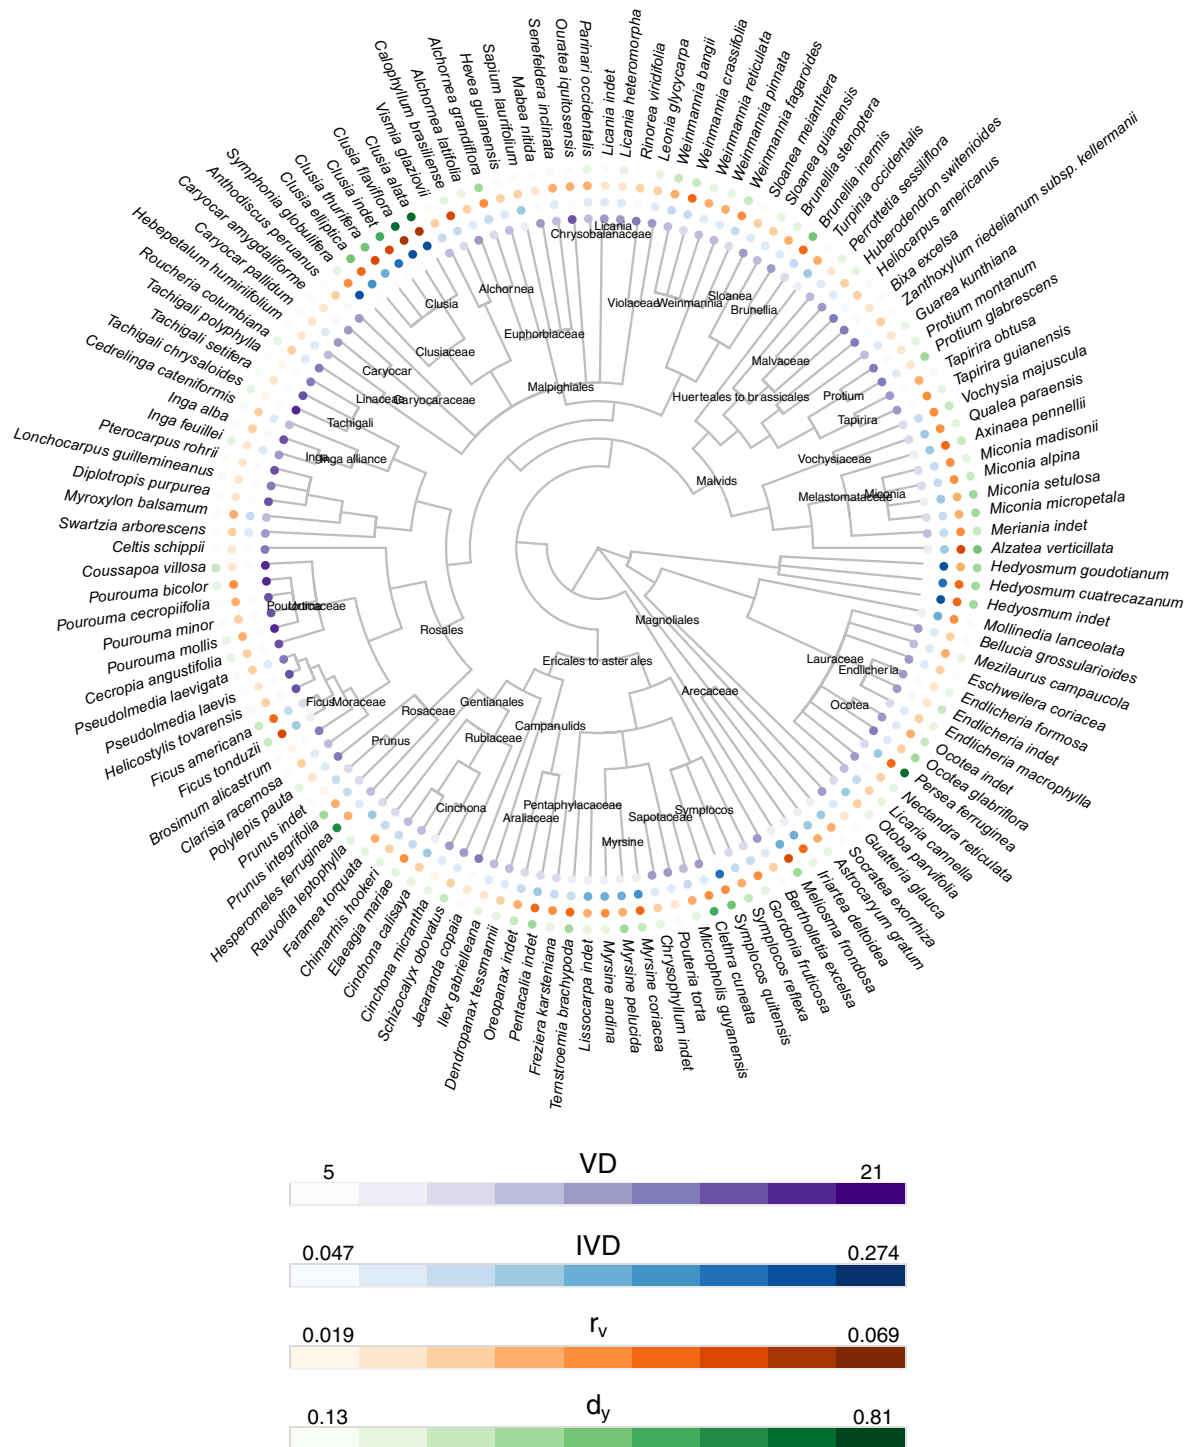 Calophyllum brasiliense
Vismia glaziovii
Alchornea latifolia
Alchornea grandiflora
Hevea guianensis
Sapium laurifolium
Mabea nitida
Senefeldera inclinata
Ouratea iquitosensis
Parinari occidentalis
Licania indet
Licania heteromorpha
Rinorea viridifolia
Leonia glycycarpa
Weinmannia bangii
Weinmannia crassifolia
Weinmannia reticulata
Weinmannia pinnata
Weinmannia fagaroides
Sloanea meianthera
Sloanea guianensis
Brunellia stenoptera
Brunellia inermis
Turpinia occidentalis
Perrottetia sessiliflora
Huberodendron switenioides
Heliocarpus americanus
Bixa excelsa
Zanthoxylum riedelianum subsp. kellermanii
Guarea kunthiana
Protium montanum
Protium glabrescens
Tapirira obtusa
Tapirira guianensis
Vochysia majuscula
Qualea paraensis
Axinaea pennellii
Miconia madisonii
Miconia alpina
Miconia setulosa
Miconia micropetala
Meriania indet
Alzatea verticillata
Hedyosmum goudotianum
Hedyosmum cuatrecazanum
Hedyosmum indet
Mollinedia lanceolata
Bellucia grossularioides
Mezilaurus campaucola
Eschweilera coriacea
Endlicheria formosa
Endlicheria indet
Endlicheria macrophylla
Ocotea indet
Ocotea glabriflora
Persea ferruginea
Nectandra reticulata
Licaria cannella
Otoba parvifolia
Guatteria glauca
Socratea exorrhiza
Astrocaryum gratum
Iriartea deltoidea
Meliosma frondosa
Bertholletia excelsa
Gordonia fruticosa
Symplocos reflexa
Symplocos quitensis
Clethra cuneata
Micropholis guyanensis
Pouteria torta
Chrysophyllum indet
Myrsine coriacea
Myrsine pelucida
Myrsine andina
Lissocarpa indet
Ternstroemia brachypoda
Freziera karsteniana
Pentacalia indet
Oreopanax indet
Dendropanax tessmannii
Ilex gabrielleana
Jacaranda copaia
Schizocalyx obovatus
Cinchona micrantha
Cinchona calisaya
Elaeagia mariae
Chimarrhis hookeri
Faramea torquata
Rauvolfia leptophylla
Hesperomeles ferruginea
Prunus integrifolia
Prunus indet
Polylepis pauta
Clarisia racemosa
Brosimum alicastrum
Ficus tonduzii
Ficus americana
Helicostylis tovarensis
Pseudolmedia laevis
Pseudolmedia laevigata
Cecropia angustifolia
Pourouma mollis
Pourouma minor
Pourouma cecropiifolia
Pourouma bicolor
Coussapoa villosa
Celtis schippii
Swartzia arborescens
Myroxylon balsamum
Diplotropis purpurea
Lonchocarpus guillemineanus
Pterocarpus rohrii
Inga feuillei
Inga alba
Cedrelinga cateniformis
Tachigali chrysaloides
Tachigali setifera
Tachigali polyphylla
Roucheria columbiana
Hebepetalum humiriifolium
Caryocar pallidum
Caryocar amygdaliforme
Anthodiscus peruanus
Symphonia globulifera
Clusia elliptica
Clusia thurifera
Clusia indet
Clusia flaviflora
Clusia alata
Licania
Chrysobalanaceae
Alchornea
Clusia
Violaceae
Weinmannia
Sloanea
Brunellia
Euphorbiaceae
Clusiaceae
Malvaceae
Caryocar
Malpighiales
Linaceae
Caryocaraceae
Huerteales to brassicales
Protium
Tachigali
Tapirira
Inga
Inga alliance
Vochysiaceae
Malvids
Melastomataceae
Miconia
Pourouma
Urticaceae
Magnoliales
Rosales
Lauraceae
Endlicheria
Ericales to asterales
Arecaceae
Ficus
Moraceae
Rosaceae
Gentianales
Ocotea
Campanulids
Rubiaceae
Prunus
Cinchona
Pentaphylacaceae
Araliaceae
Sapotaceae
Symplocos
Myrsine
VD
5 21
IVD
0.047 0.274
rv
0.019 0.069
dy
0.13 0.81